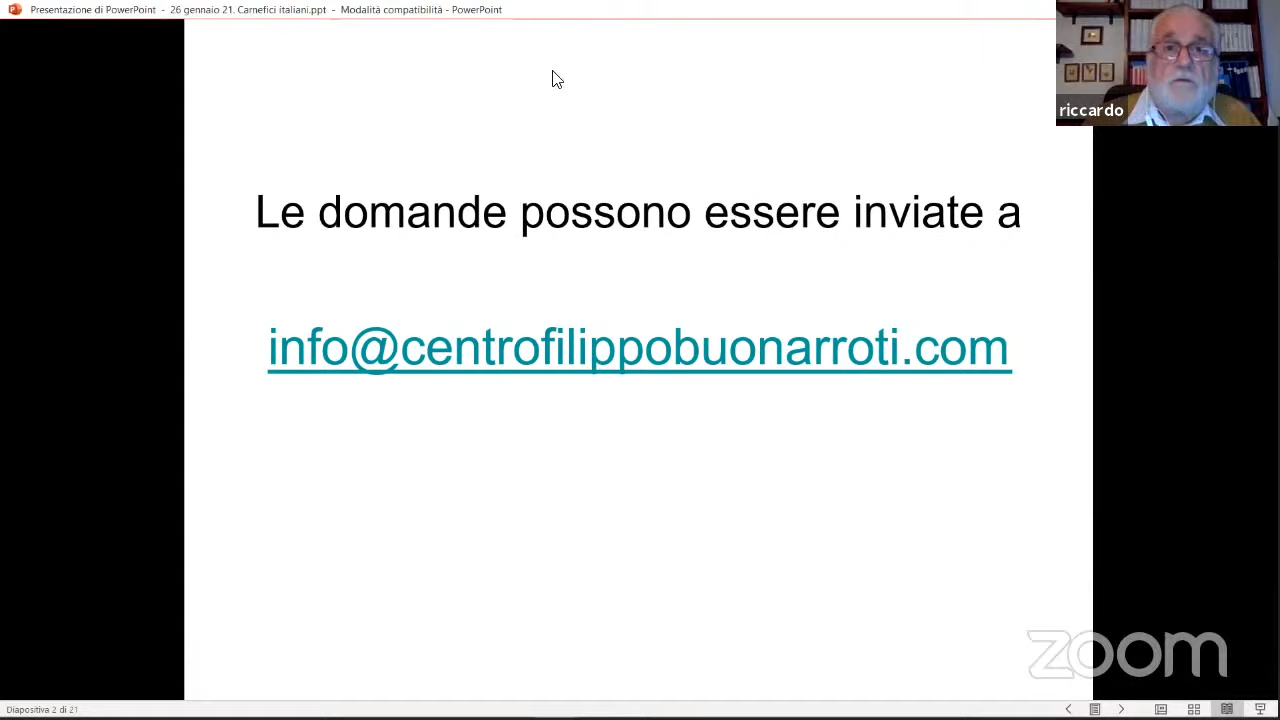 Presentazione di PowerPoint - 26 gennaio 21. Carnefici italiani.ppt - Modalità compatibilità - PowerPoint
riccardo
Le domande possono essere inviate a
info@centrofilippobuonarroti.com
zoom
Diapositiva 2 di 21